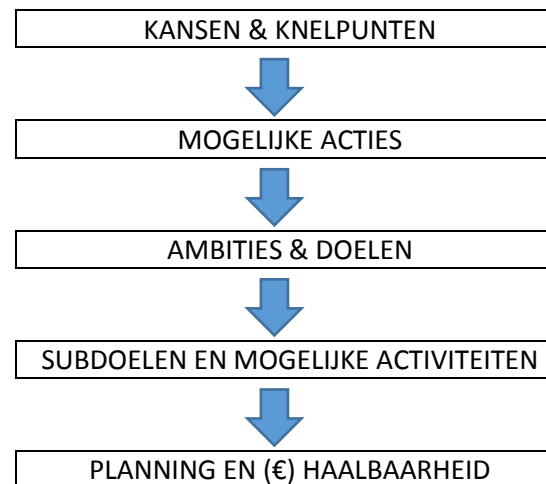 KANSEN & KNELPUNTEN
MOGELIJKE ACTIES
AMBITIES & DOELEN
SUBDOELEN EN MOGELIJKE ACTIVITEITEN
PLANNING EN (€) HAALBAARHEID